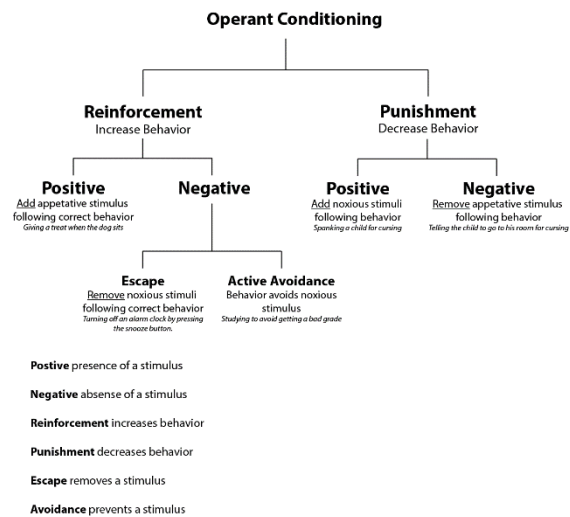 Operant Conditioning
Reinforcement
Increase Behavior
Punishment
Decrease Behavior
Positive
Add appetative stimulus
following correct behavior
Giving a treat when the dog sits
Negative
Positive
Add noxious stimuli
following behavior
Spanking a child for cursing
Negative
Remove appetative stimulus
following behavior
Telling the child to go to his room for cursing
Escape
Remove noxious stimuli
following correct behavior
Turning off an alarm clock by pressing
the snooze button.
Active Avoidance
Behavior avoids noxious
stimulus
Studying to avoid getting a bad grade
Postive presence of a stimulus
Negative absense of a stimulus
Reinforcement increases behavior
Punishment decreases behavior
Escape removes a stimulus
Avoidance prevents a stimulus